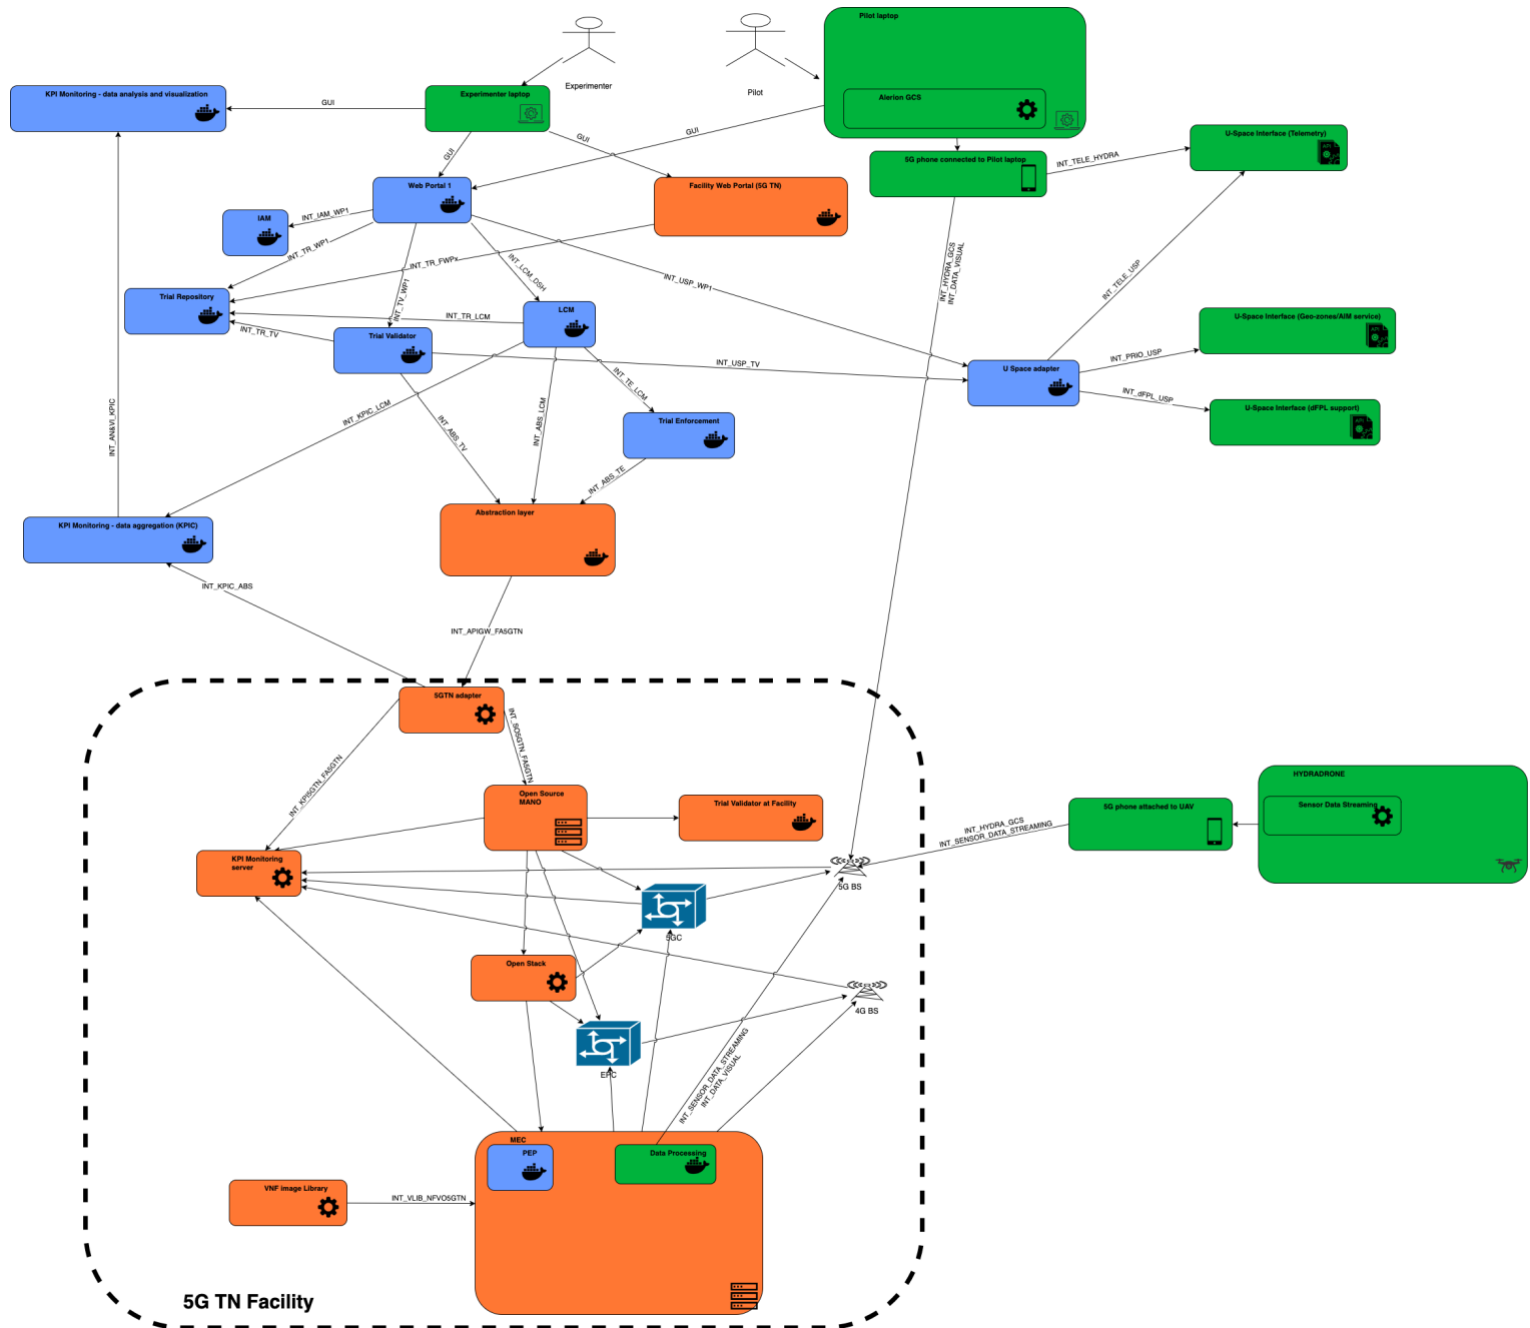 Pilot laptop
Experimenter
Pilot
KPI Monitoring - data analysis and visualization
Experimenter laptop
Alerion GCS
GUI
GUI
GUI
GUI
U-Space Interface (Telemetry)
5G phone connected to Pilot laptop
INT_TELE_HYDRA
Web Portal 1
Facility Web Portal (5G TN)
IAM
INT_IAM_WP1
INT_TR_WP1
INT_TR_FWPx
INT_LCM_DSH
INT_TV_WP1
INT_USP_WP1
INT_HYDRA_GCS
INT_DATA_VISUAL
INT_TELE_USP
Trial Repository
INT_TR_LCM
LCM
INT_TR_TV
Trial Validator
U-Space Interface (Geo-zones/AIM service)
INT_USP_TV
U Space adapter
INT_PRIO_USP
INT_dFPL_USP
U-Space Interface (dFPL support)
INT_TE_LCM
INT_KPIC_LCM
INT_ABS_TV
INT_ABS_LCM
Trial Enforcement
INT_AN&VI_KPIC
INT_ABS_TE
Abstraction layer
KPI Monitoring - data aggregation (KPIC)
INT_KPIC_ABS
INT_APIGW_FA5GTN
5GTN adapter
INT_SO5GTN_FA5GTN
INT_KPI5GTN_FA5GTN
Open Source
MANO
Trial Validator at Facility
HYDRADRONE
Sensor Data Streaming
5G phone attached to UAV
INT_HYDRA_GCS
INT_SENSOR_DATA_STREAMING
KPI Monitoring
server
5G BS
5GC
Open Stack
4G BS
EPC
INT_SENSOR_DATA_STREAMING
INT_DATA_VISUAL
MEC
PEP
Data Processing
VNF image Library
INT_VLIB_NFVO5GTN
5G TN Facility